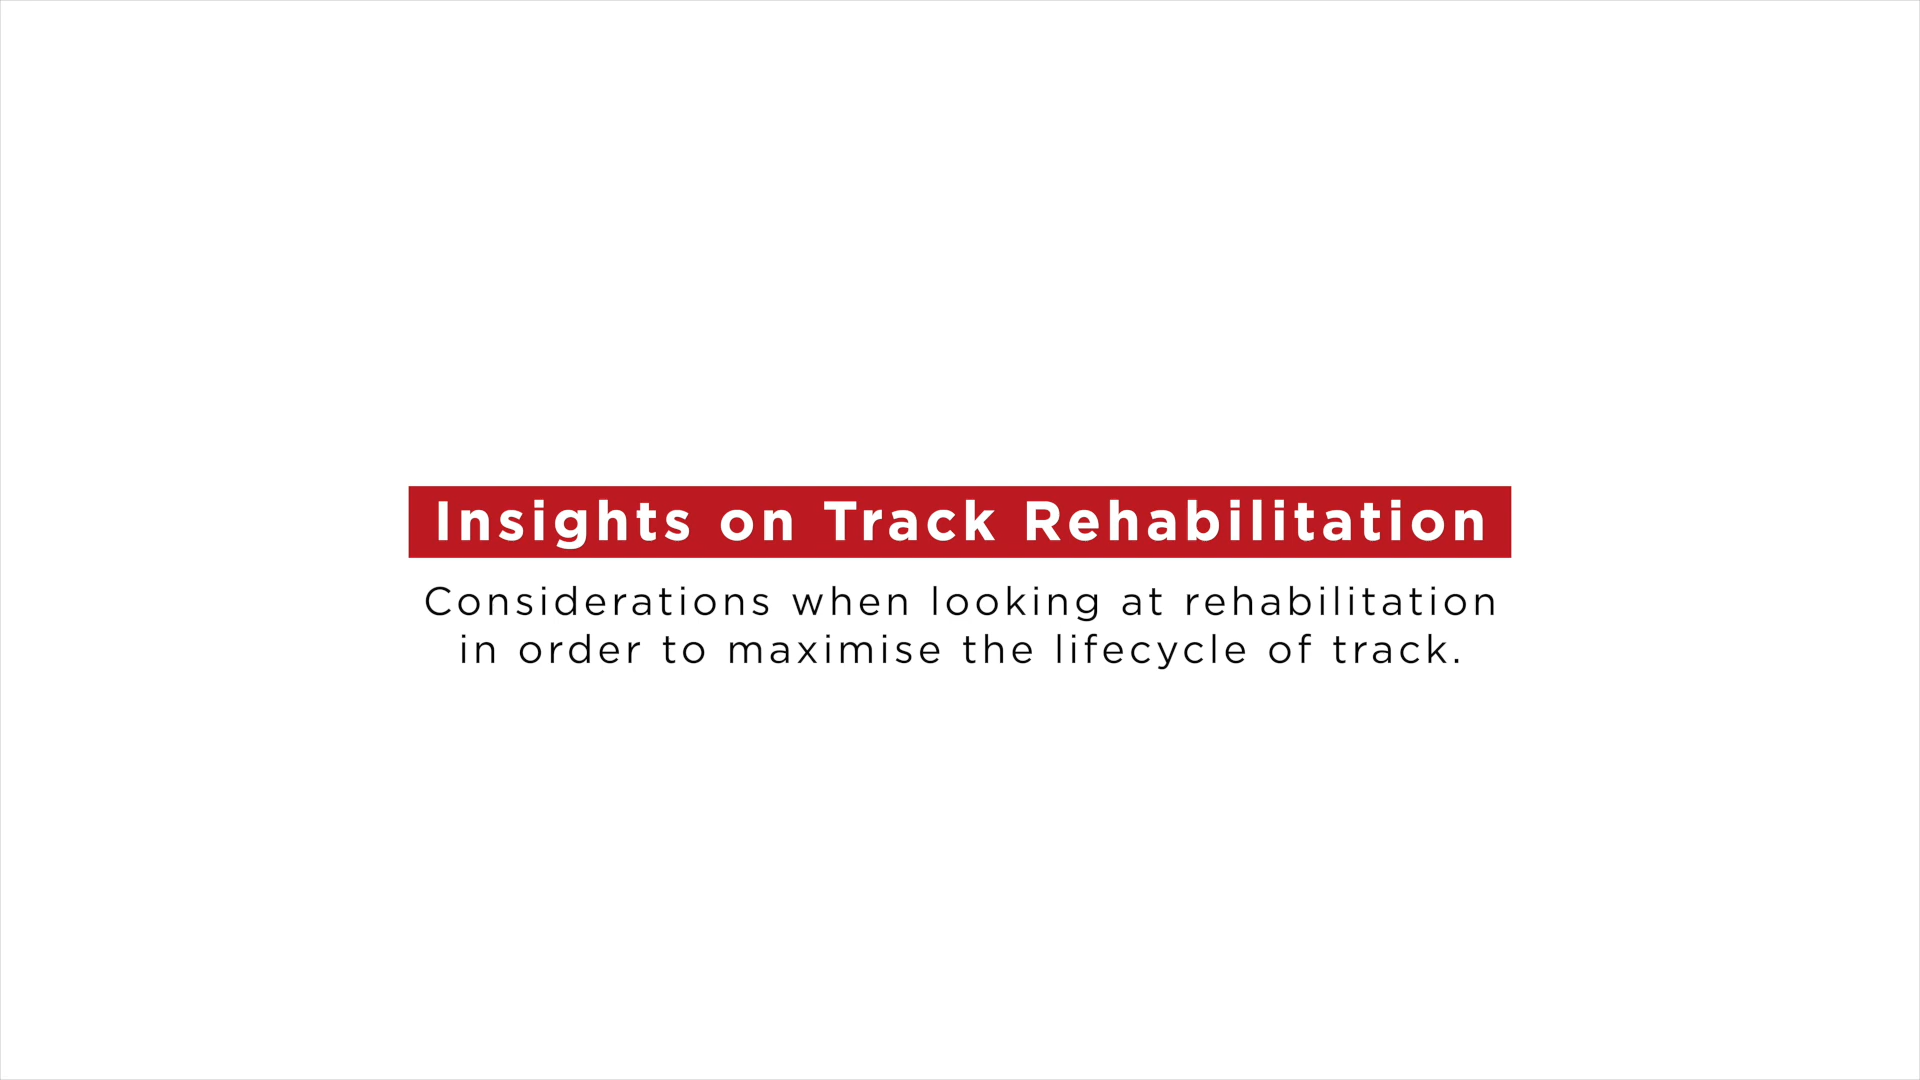 Insights on Track Rehabilitation
Considerations when looking at rehabilitation
in order to maximise the lifecycle of track.